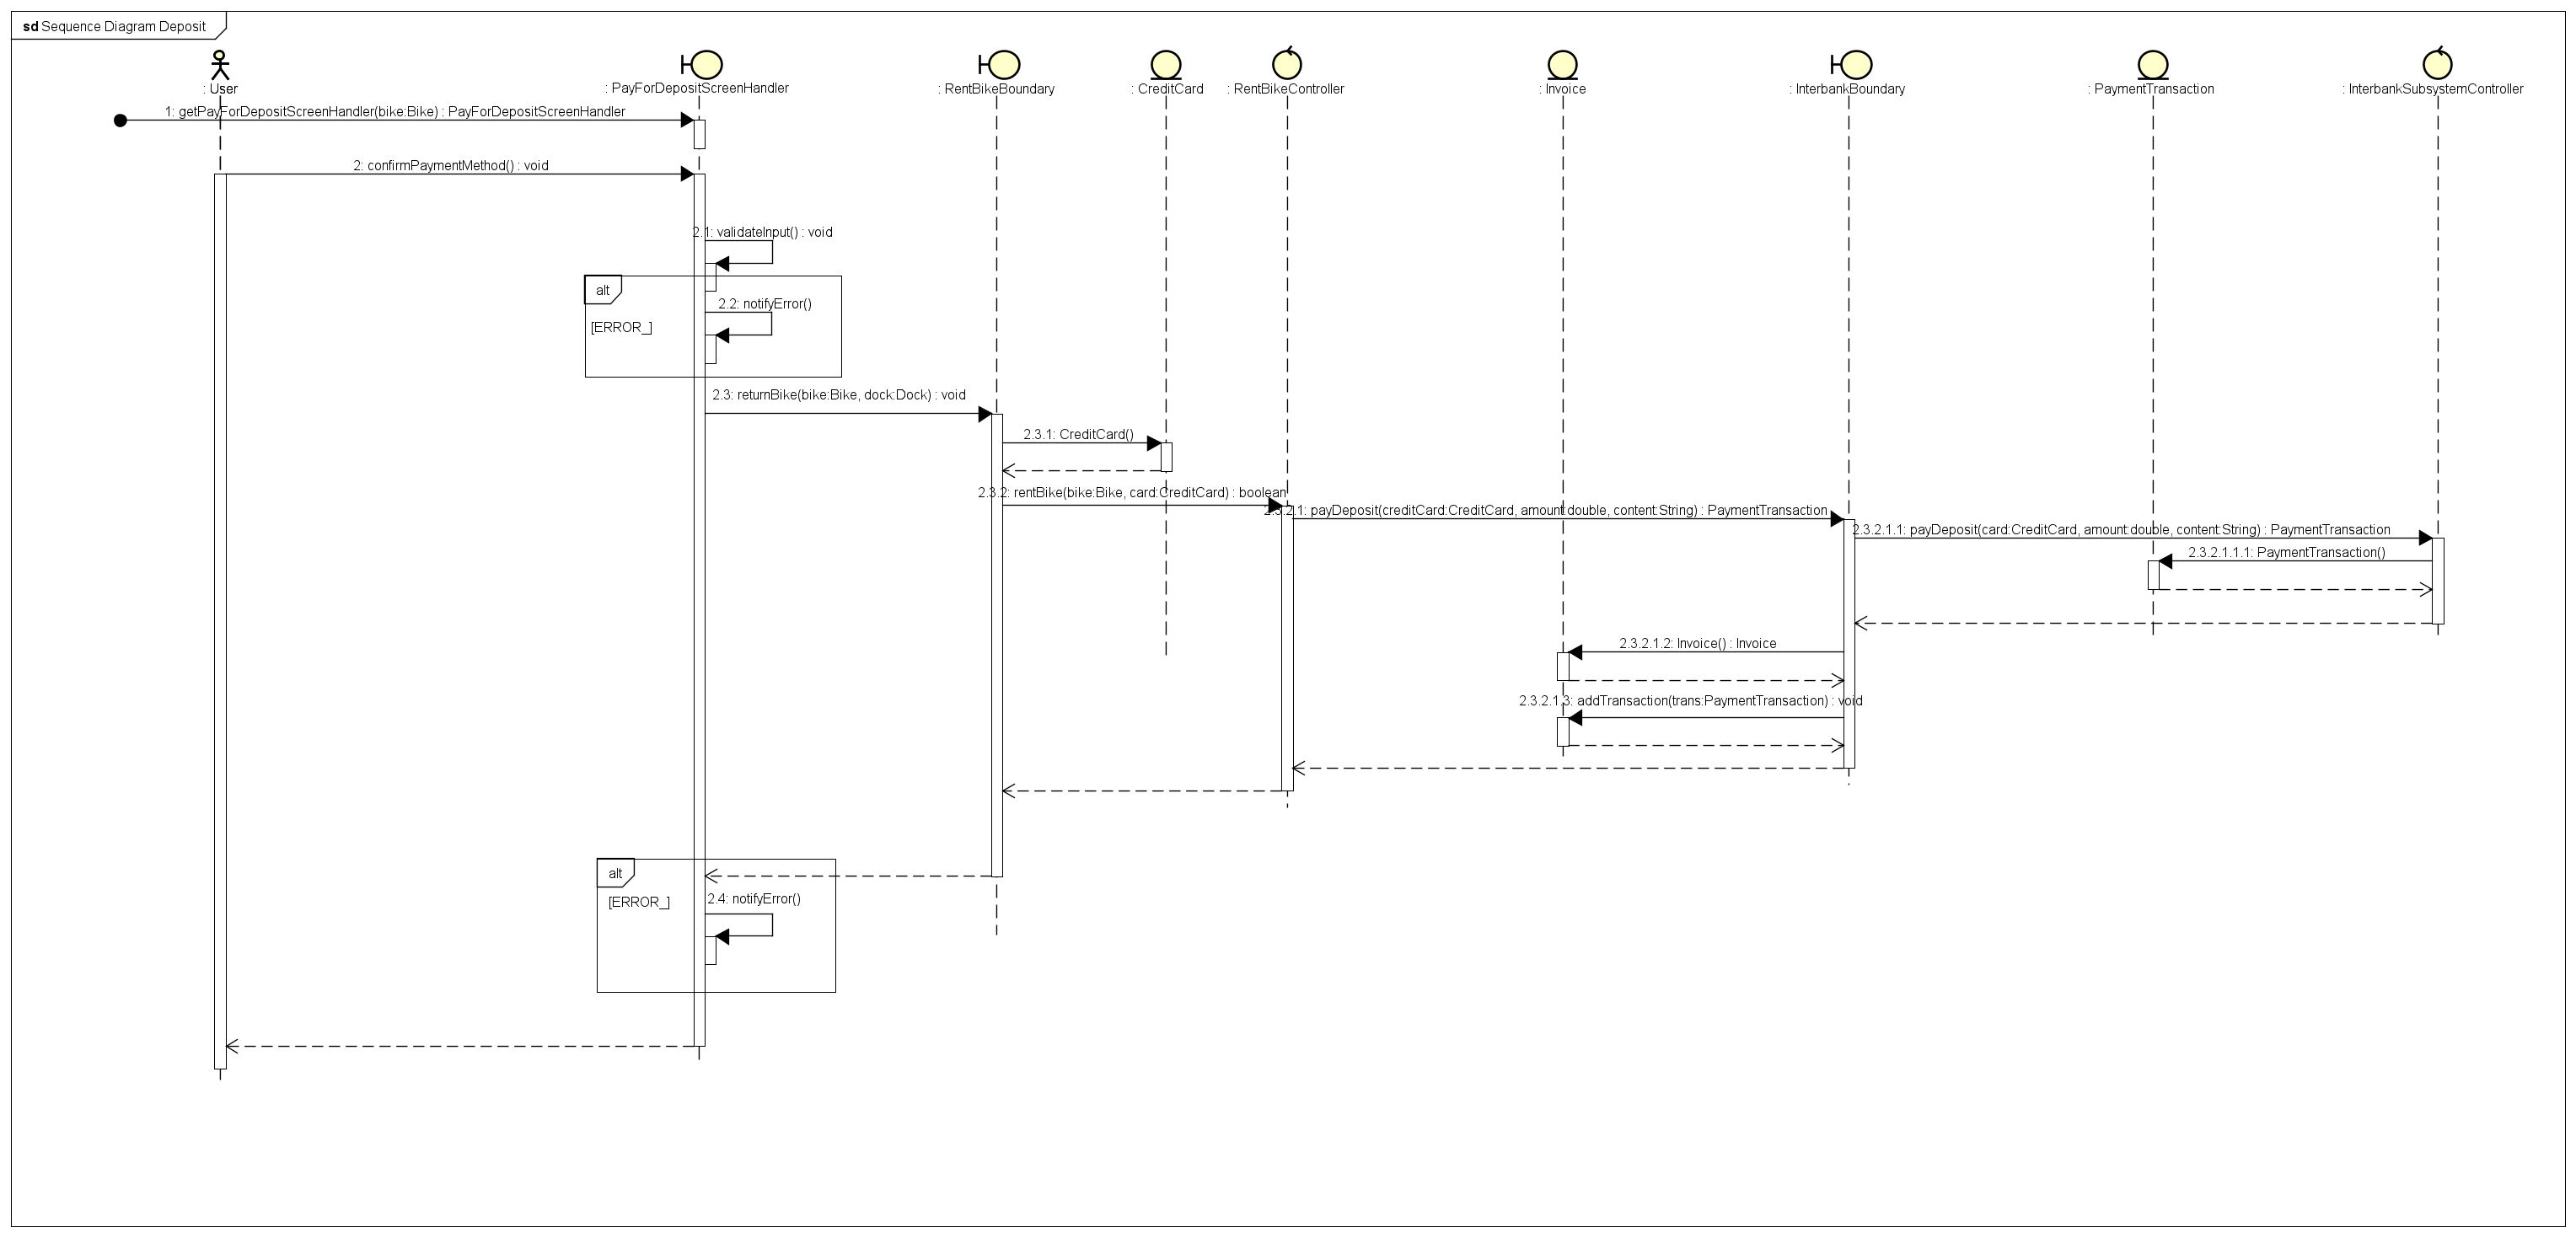 sd Sequence Diagram Deposit
: User
: PayForDepositScreenHandler
: RentBikeBoundary
: CreditCard
: RentBikeController
: Invoice
: InterbankBoundary
: PaymentTransaction
: InterbankSubsystemController
1: getPayForDepositScreenHandler(bike:Bike) : PayForDepositScreenHandler
2: confirmPaymentMethod() : void
2.1: validateInput() : void
alt
2.2: notifyError()
[ERROR_]
2.3: returnBike(bike:Bike, dock:Dock) : void
2.3.1: CreditCard()
2.3.2: rentBike(bike:Bike, card:CreditCard) : boolean
2.3.2.1: payDeposit(creditCard:CreditCard, amount:double, content:String) : PaymentTransaction
2.3.2.1.1: payDeposit(card:CreditCard, amount:double, content:String) : PaymentTransaction
2.3.2.1.1.1: PaymentTransaction()
2.3.2.1.2: Invoice() : Invoice
2.3.2.1.3: addTransaction(trans:PaymentTransaction) : void
alt
2.4: notifyError()
[ERROR_]